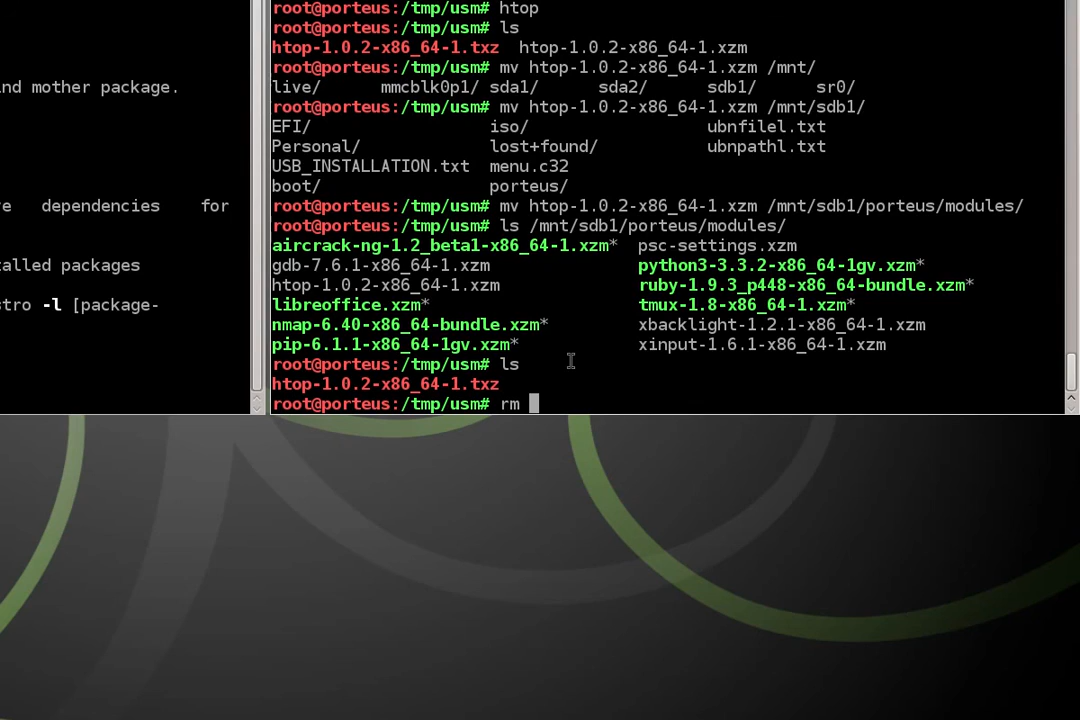 nd mother package.
e dependencies for
talled packages
stro -l [package-
root@porteus:/tmp/usm# htop
root@porteus:/tmp/usm# ls
htop-1.0.2-x86_64-1.txz htop-1.0.2-x86_64-1.xzm
root@porteus:/tmp/usm# mv htop-1.0.2-x86_64-1.xzm /mnt/
live/ mmcblk0p1/ sda1/ sda2/ sdb1/ sr0/
root@porteus:/tmp/usm# mv htop-1.0.2-x86_64-1.xzm /mnt/sdb1/
EFI/ iso/ ubnfilel.txt
Personal/ lost+found/ ubnpathl.txt
USB_INSTALLATION.txt menu.c32
boot/ porteus/
root@porteus:/tmp/usm# mv htop-1.0.2-x86_64-1.xzm /mnt/sdb1/porteus/modules/
root@porteus:/tmp/usm# ls /mnt/sdb1/porteus/modules/
aircrack-ng-1.2_beta1-x86_64-1.xzm* psc-settings.xzm
gdb-7.6.1-x86_64-1.xzm python3-3.3.2-x86_64-1gv.xzm*
htop-1.0.2-x86_64-1.xzm ruby-1.9.3_p448-x86_64-bundle.xzm*
libreoffice.xzm* tmux-1.8-x86_64-1.xzm*
nmap-6.40-x86_64-bundle.xzm* xbacklight-1.2.1-x86_64-1.xzm
pip-6.1.1-x86_64-1gv.xzm* xinput-1.6.1-x86_64-1.xzm
root@porteus:/tmp/usm# ls
htop-1.0.2-x86_64-1.txz
root@porteus:/tmp/usm# rm